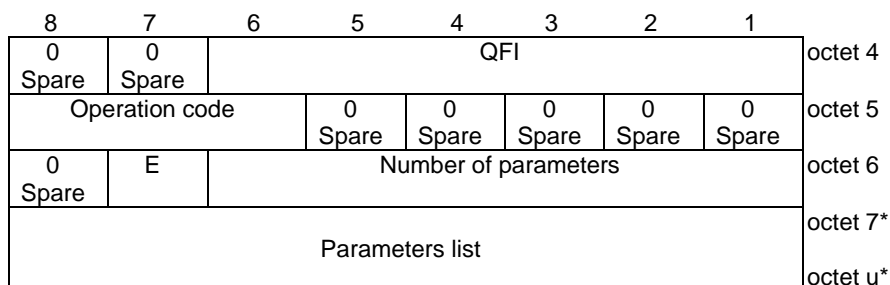 8 7 6 5 4 3 2 1
0 0 QFI octet 4
Spare Spare
Operation code 0 0 0 0 0 octet 5
Spare Spare Spare Spare Spare
0 E Number of parameters octet 6
Spare
octet 7*
Parameters list
octet u*